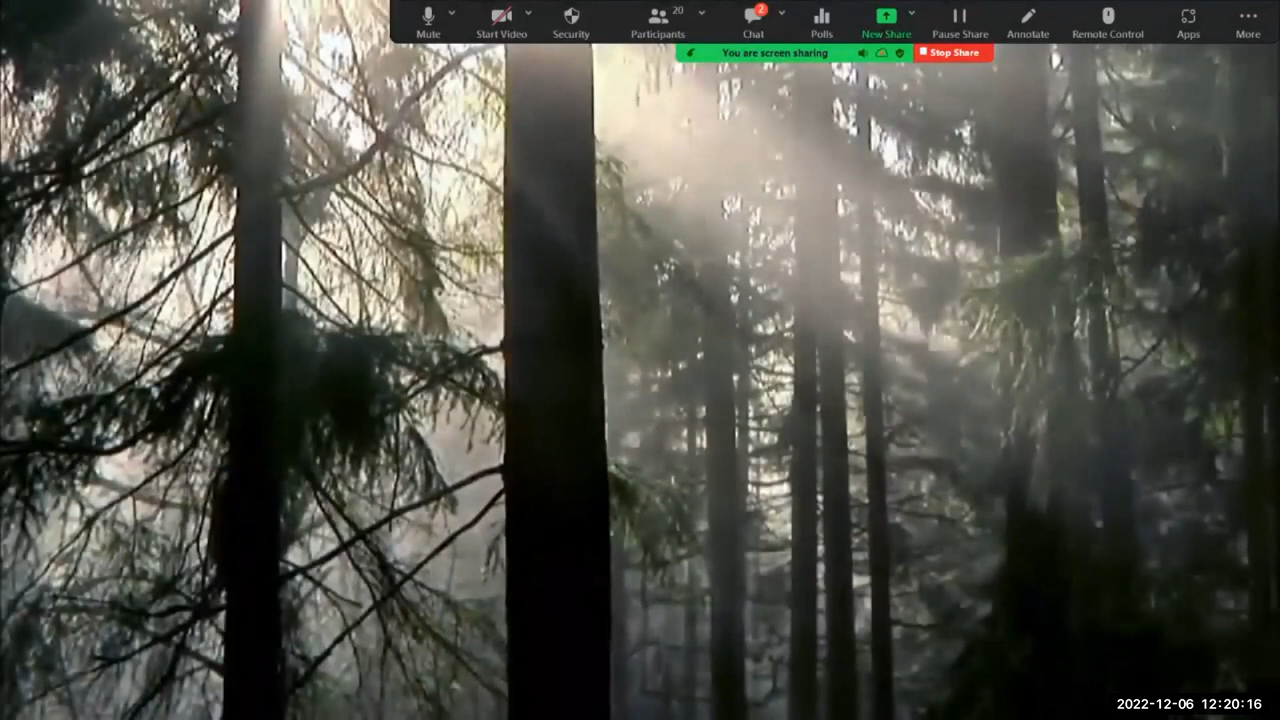 20
2
Mute Start Video Security Participants Chat Polls New Share Pause Share Annotate Remote Control Apps More
You are screen sharing Stop Share
2022-12-06 12:20:16